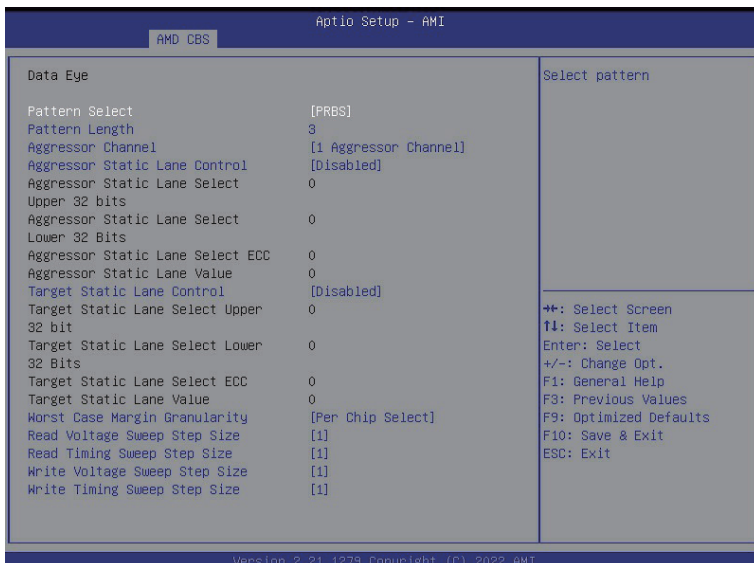 Aptio Setup – AMI
AMD CBS
Data Eye
Select pattern
Pattern Select [PRBS]
Pattern Length 3
Aggressor Channel [1 Aggressor Channel]
Aggressor Static Lane Control [Disabled]
Aggressor Static Lane Select 0
Upper 32 bits
Aggressor Static Lane Select 0
Lower 32 Bits
Aggressor Static Lane Select ECC 0
Aggressor Static Lane Value 0
Target Static Lane Control [Disabled]
Target Static Lane Select Upper 0
32 bit
Target Static Lane Select Lower 0
32 Bits
Target Static Lane Select ECC 0
Target Static Lane Value 0
Worst Case Margin Granularity [Per Chip Select]
Read Voltage Sweep Step Size [1]
Read Timing Sweep Step Size [1]
Write Voltage Sweep Step Size [1]
Write Timing Sweep Step Size [1]
→←: Select Screen
↑↓: Select Item
Enter: Select
+/-: Change Opt.
F1: General Help
F3: Previous Values
F9: Optimized Defaults
F10: Save & Exit
ESC: Exit
Version 2.21.1279 Copyright (C) 2022 AMI